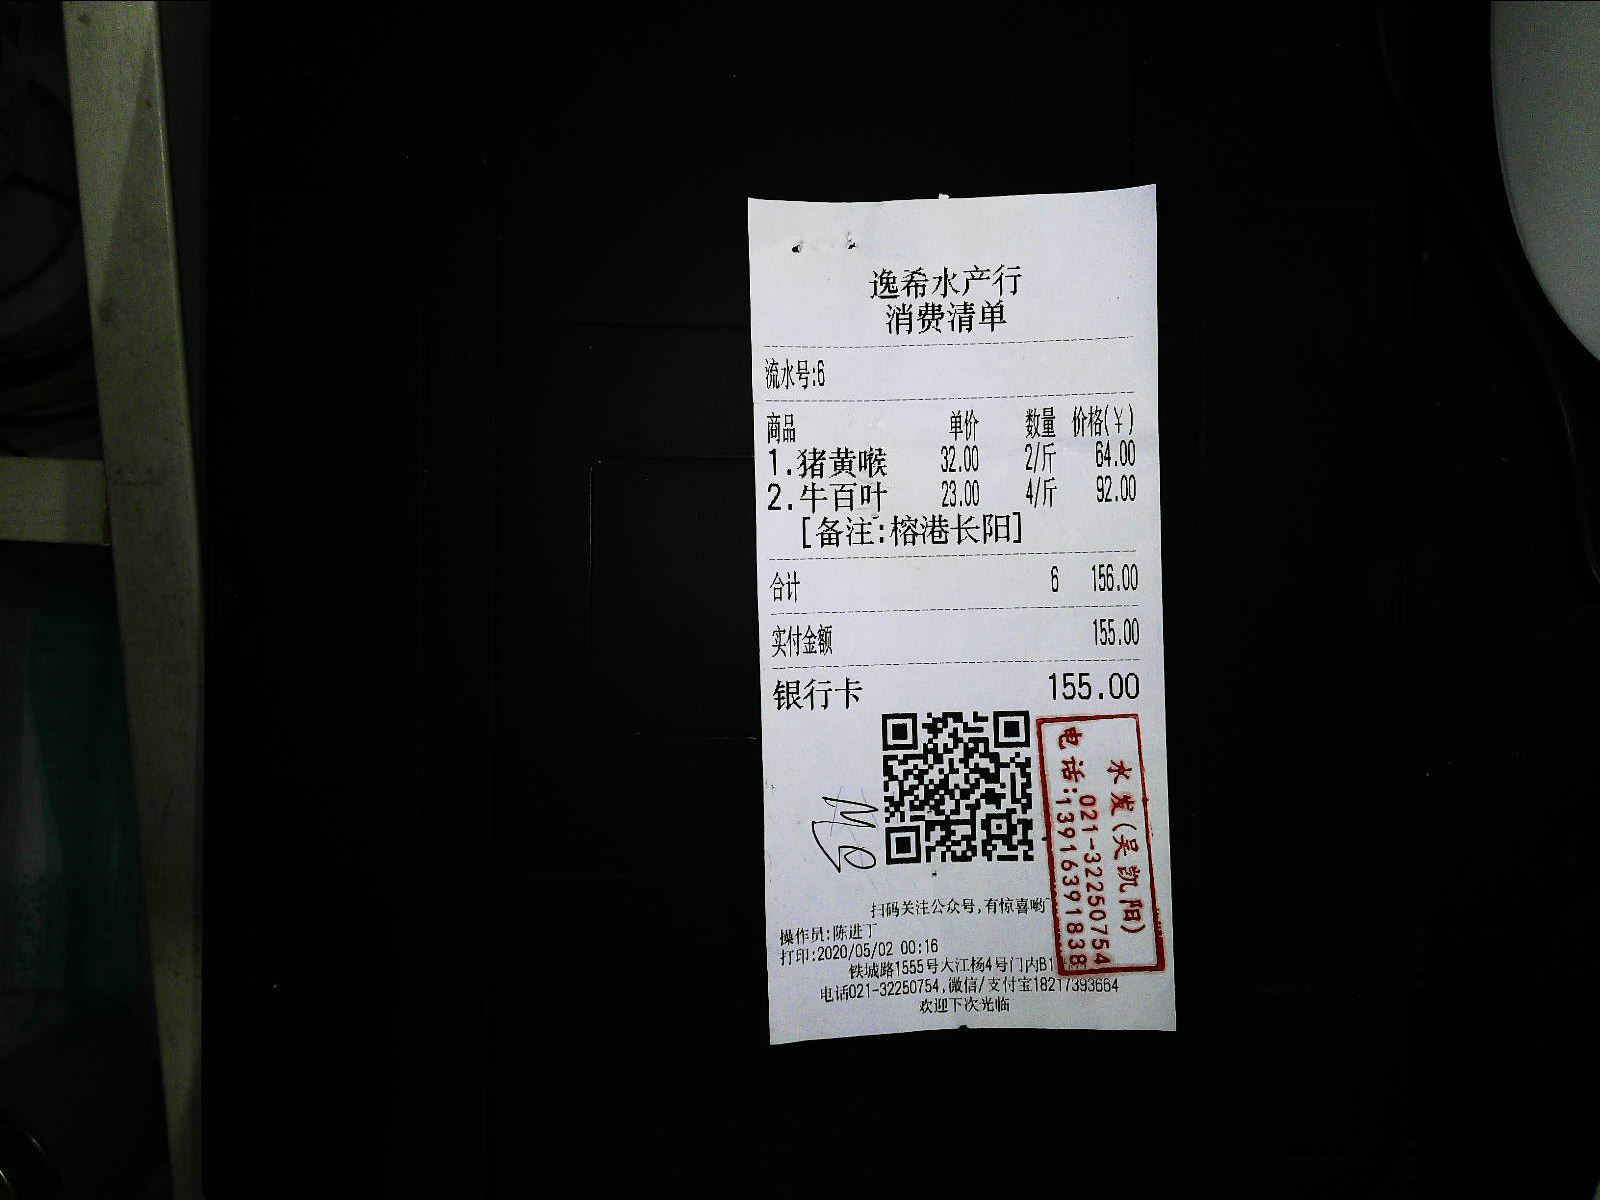 逸希水产行
消费清单
流水号:6
商品 单价 数量 价格(¥)
1.猪黄喉 32.00 2/斤 64.00
2.牛百叶 23.00 4/斤 92.00
[备注:榕港长阳]
合计 6 156.00
实付金额 155.00
银行卡 155.00
水发(吴凯阳)
电话:021-32250754
13916391838
扫码关注公众号,有惊喜哟
操作员:陈进丁
打印:2020/05/02 00:16
铁城路1555号大江杨4号门内B1
电话021-32250754,微信/支付宝18217393664
欢迎下次光临